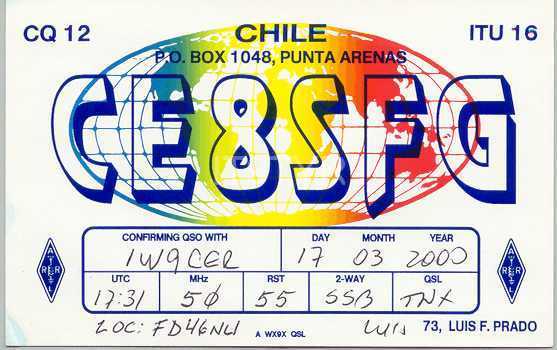 CQ 12 CHILE ITU 16
P.O. BOX 1048, PUNTA ARENAS
CE8SFG
CONFIRMING QSO WITH DAY MONTH YEAR
IW9CER 17 03 2000
UTC MHz RST 2-WAY QSL
17:31 50 55 SSB TNX
LOC: FD46NU Luis 73, LUIS F. PRADO
A WX9X QSL